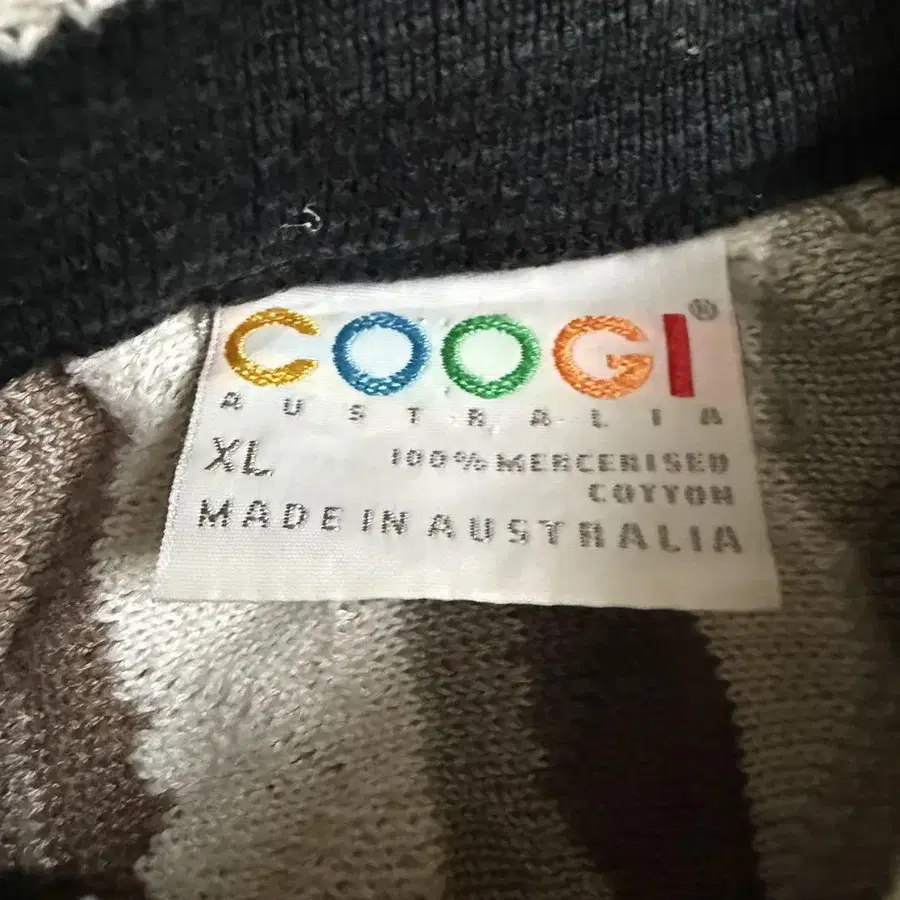 COOGI®
AUSTRALIA
XL 100% MERCERISED
COTTON
MADE IN AUSTRALIA